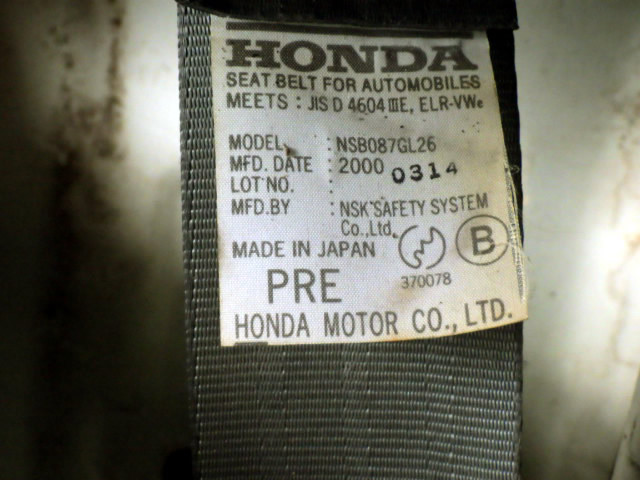 HONDA
SEAT BELT FOR AUTOMOBILES
MEETS : JIS D 4604 ⅢE, ELR-VWe
MODEL : NSB087GL26
MFD. DATE : 2000 0314
LOT NO. :
MFD.BY : NSK SAFETY SYSTEM
Co.,Ltd.
MADE IN JAPAN B
370078
PRE
HONDA MOTOR CO., LTD.